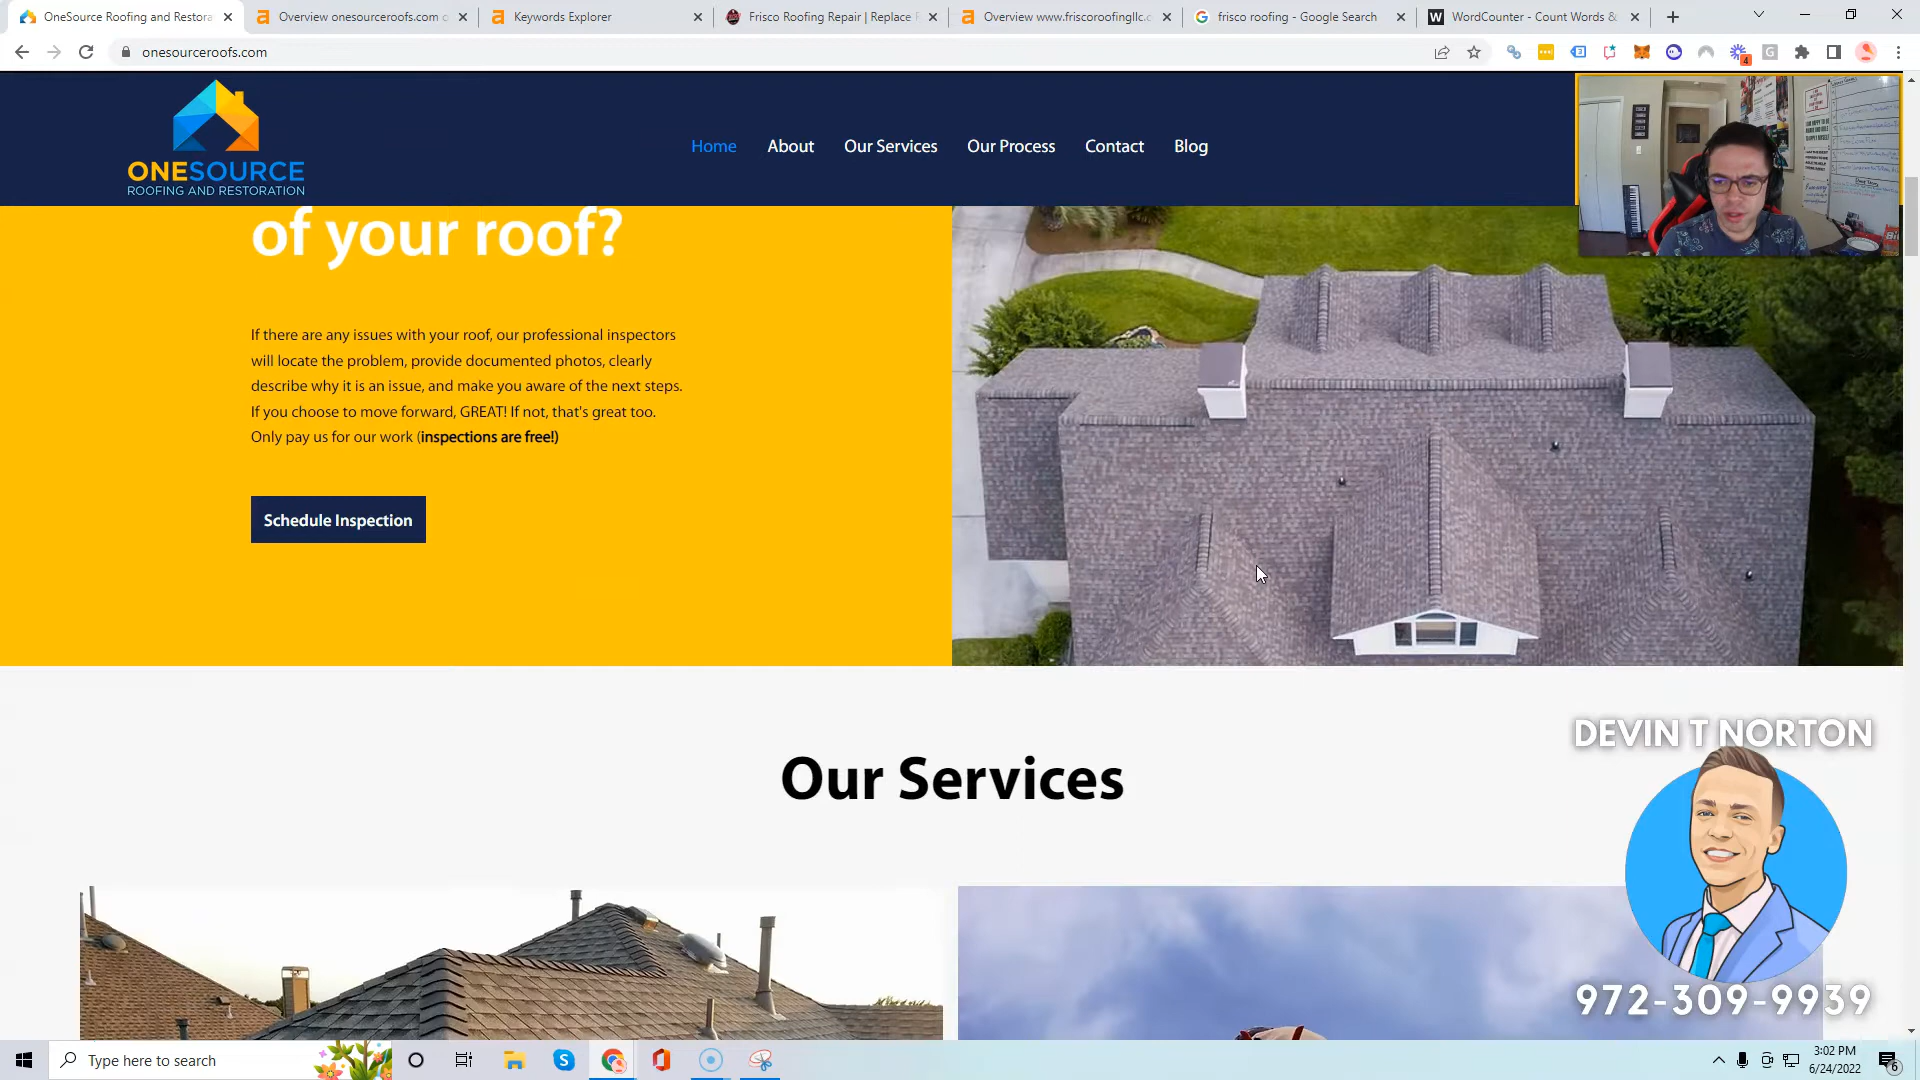 OneSource Roofing and Restora
Overview onesourceroofs.com o
Keywords Explorer
Frisco Roofing Repair | Replace R
Overview www.friscoroofingllc.c
frisco roofing - Google Search
WordCounter - Count Words &
onesourceroofs.com
ONESOURCE
ROOFING AND RESTORATION
Home
About
Our Services
Our Process
Contact
Blog
of your roof?
If there are any issues with your roof, our professional inspectors
will locate the problem, provide documented photos, clearly
describe why it is an issue, and make you aware of the next steps.
If you choose to move forward, GREAT! If not, that's great too.
Only pay us for our work (inspections are free!)
Schedule Inspection
Our Services
DEVIN T NORTON
972-309-9939
Type here to search
3:02 PM
6/24/2022